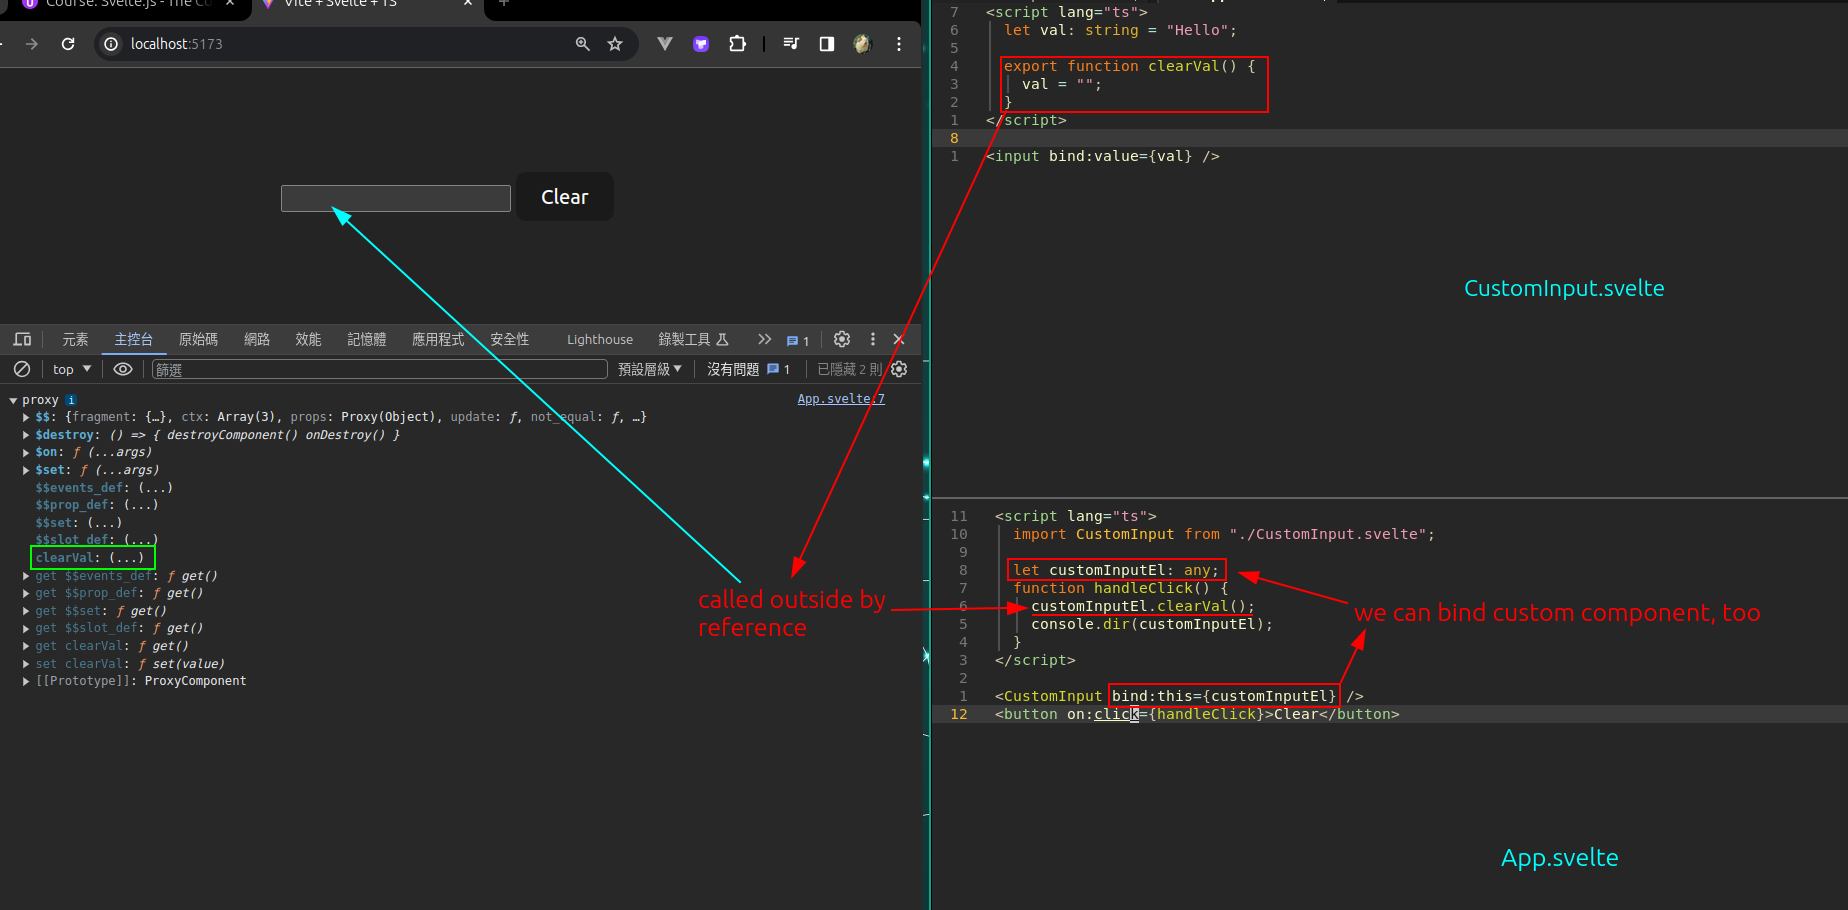 Course: Svelte.js - The Co
Vite + Svelte + TS
localhost:5173
Clear
元素 主控台 原始碼 網路 效能 記憶體 應用程式 安全性 Lighthouse 錄製工具 1
top 篩選 預設層級 沒有問題 1 已隱藏 2 則
proxy i App.svelte:7
$$: {fragment: {…}, ctx: Array(3), props: Proxy(Object), update: ƒ, not_equal: ƒ, …}
$destroy: () => { destroyComponent() onDestroy() }
$on: ƒ (...args)
$set: ƒ (...args)
$$events_def: (...)
$$prop_def: (...)
$$set: (...)
$$slot_def: (...)
clearVal: (...)
get $$events_def: ƒ get()
get $$prop_def: ƒ get()
get $$set: ƒ get()
get $$slot_def: ƒ get()
get clearVal: ƒ get()
set clearVal: ƒ set(value)
[[Prototype]]: ProxyComponent
called outside by
reference
7 <script lang="ts">
6 let val: string = "Hello";
5
4 export function clearVal() {
3 val = "";
2 }
1 </script>
8
1 <input bind:value={val} />
CustomInput.svelte
11 <script lang="ts">
10 import CustomInput from "./CustomInput.svelte";
9
8 let customInputEl: any;
7 function handleClick() {
6 customInputEl.clearVal();
5 console.dir(customInputEl);
4 }
3 </script>
2
1 <CustomInput bind:this={customInputEl} />
12 <button on:click={handleClick}>Clear</button>
we can bind custom component, too
App.svelte